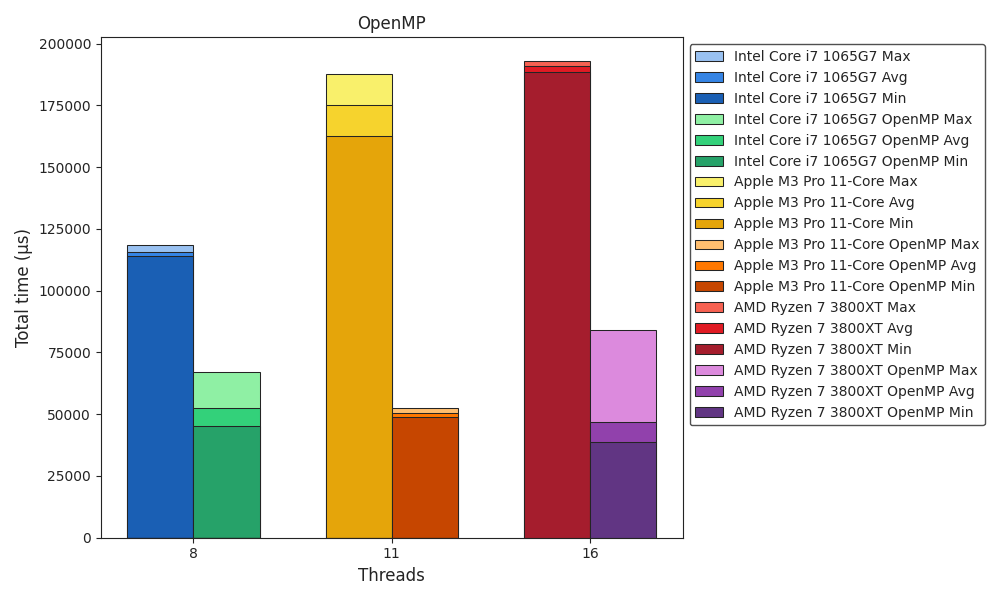 OpenMP
200000
175000
150000
125000
100000
75000
50000
25000
0
Total time (µs)
8
11
16
Threads
Intel Core i7 1065G7 Max
Intel Core i7 1065G7 Avg
Intel Core i7 1065G7 Min
Intel Core i7 1065G7 OpenMP Max
Intel Core i7 1065G7 OpenMP Avg
Intel Core i7 1065G7 OpenMP Min
Apple M3 Pro 11-Core Max
Apple M3 Pro 11-Core Avg
Apple M3 Pro 11-Core Min
Apple M3 Pro 11-Core OpenMP Max
Apple M3 Pro 11-Core OpenMP Avg
Apple M3 Pro 11-Core OpenMP Min
AMD Ryzen 7 3800XT Max
AMD Ryzen 7 3800XT Avg
AMD Ryzen 7 3800XT Min
AMD Ryzen 7 3800XT OpenMP Max
AMD Ryzen 7 3800XT OpenMP Avg
AMD Ryzen 7 3800XT OpenMP Min